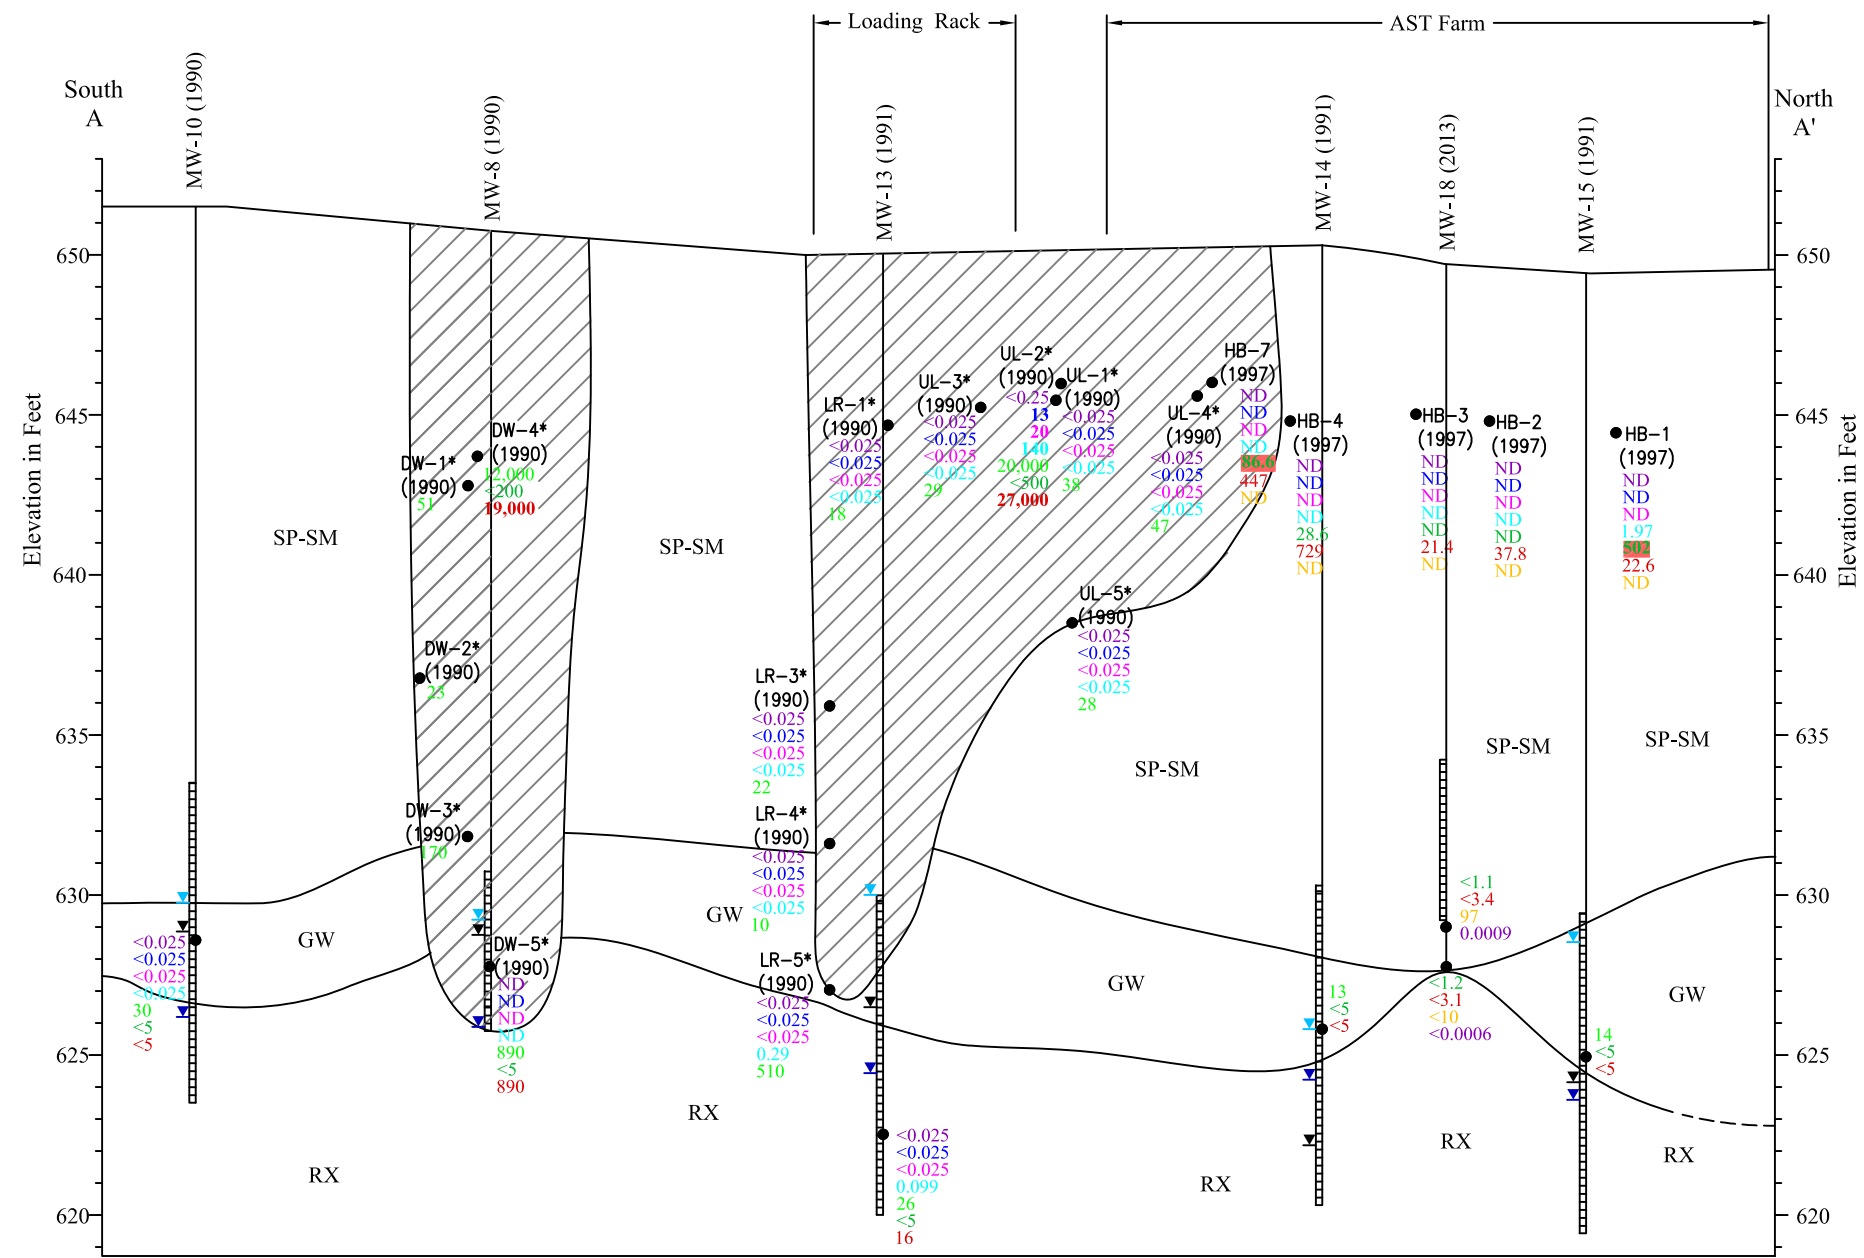 Loading Rack
AST Farm
South
A
North
A'
MW-10 (1990)
MW-8 (1990)
MW-13 (1991)
MW-14 (1991)
MW-18 (2013)
MW-15 (1991)
Elevation in Feet
650
645
640
635
630
625
620
DW-4*
(1990)
12,000
<200
19,000
DW-1*
(1990)
51
DW-2*
(1990)
23
DW-3*
(1990)
170
DW-5*
(1990)
ND
ND
ND
ND
890
<5
890
<0.025
<0.025
<0.025
<0.025
30
<5
<5
SP-SM
GW
RX
SP-SM
GW
RX
LR-1*
(1990)
<0.025
<0.025
<0.025
<0.025
18
UL-3*
(1990)
<0.025
<0.025
<0.025
<0.025
29
UL-2*
(1990)
<0.25
13
20
140
20,000
<500
27,000
UL-1*
(1990)
<0.025
<0.025
<0.025
<0.025
38
UL-4*
(1990)
<0.025
<0.025
<0.025
<0.025
47
HB-7
(1997)
ND
ND
ND
ND
86.6
447
ND
HB-4
(1997)
ND
ND
ND
ND
28.6
729
ND
HB-3
(1997)
ND
ND
ND
ND
ND
21.4
ND
HB-2
(1997)
ND
ND
ND
ND
ND
37.8
ND
HB-1
(1997)
ND
ND
ND
1.97
502
22.6
ND
UL-5*
(1990)
<0.025
<0.025
<0.025
<0.025
28
LR-3*
(1990)
<0.025
<0.025
<0.025
<0.025
22
LR-4*
(1990)
<0.025
<0.025
<0.025
<0.025
10
LR-5*
(1990)
<0.025
<0.025
<0.025
0.29
510
<0.025
<0.025
<0.025
0.099
26
<5
16
SP-SM
SP-SM
SP-SM
GW
GW
13
<5
<5
<1.1
<3.4
97
0.0009
<1.2
<3.1
<10
<0.0006
14
<5
<5
RX
RX
RX
650
645
640
635
630
625
620
Elevation in Feet